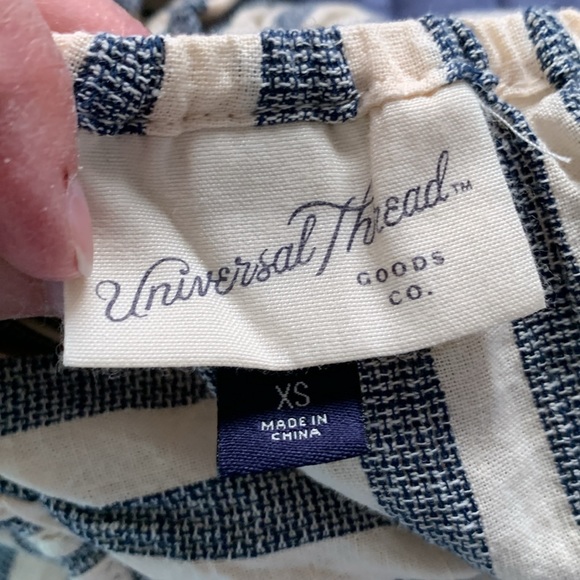 Universal Thread™
GOODS
CO.
XS
MADE IN
CHINA